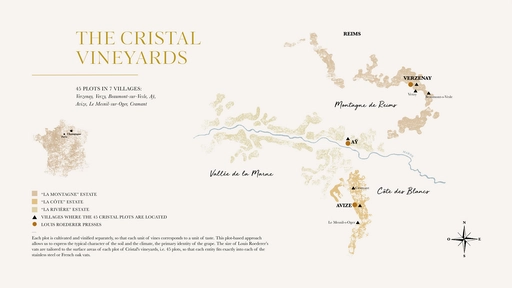 THE CRISTAL
VINEYARDS
45 PLOTS IN 7 VILLAGES:
Verzenay, Verzy, Beaumont-sur-Vesle, Aÿ,
Avize, Le Mesnil-sur-Oger, Cramant
REIMS
VERZENAY
Verzy
Beaumont-sur-Vesle
Montagne de Reims
AŸ
Vallée de la Marne
Côte des Blancs
Cramant
AVIZE
Le Mesnil-s/Oger
Champagne
Paris
"LA MONTAGNE" ESTATE
"LA CÔTE" ESTATE
"LA RIVIÈRE" ESTATE
VILLAGES WHERE THE 45 CRISTAL PLOTS ARE LOCATED
LOUIS ROEDERER PRESSES
Each plot is cultivated and vinified separately, so that each unit of vines corresponds to a unit of taste. This plot-based approach
allows us to express the typical character of the soil and the climate, the primary identity of the grape. The size of Louis Roederer's
vats are tailored to the surface areas of each plot of Cristal's vineyards, i.e. 45 plots, so that each entity fits exactly into each of the
stainless steel or French oak vats.
N
O
E
S